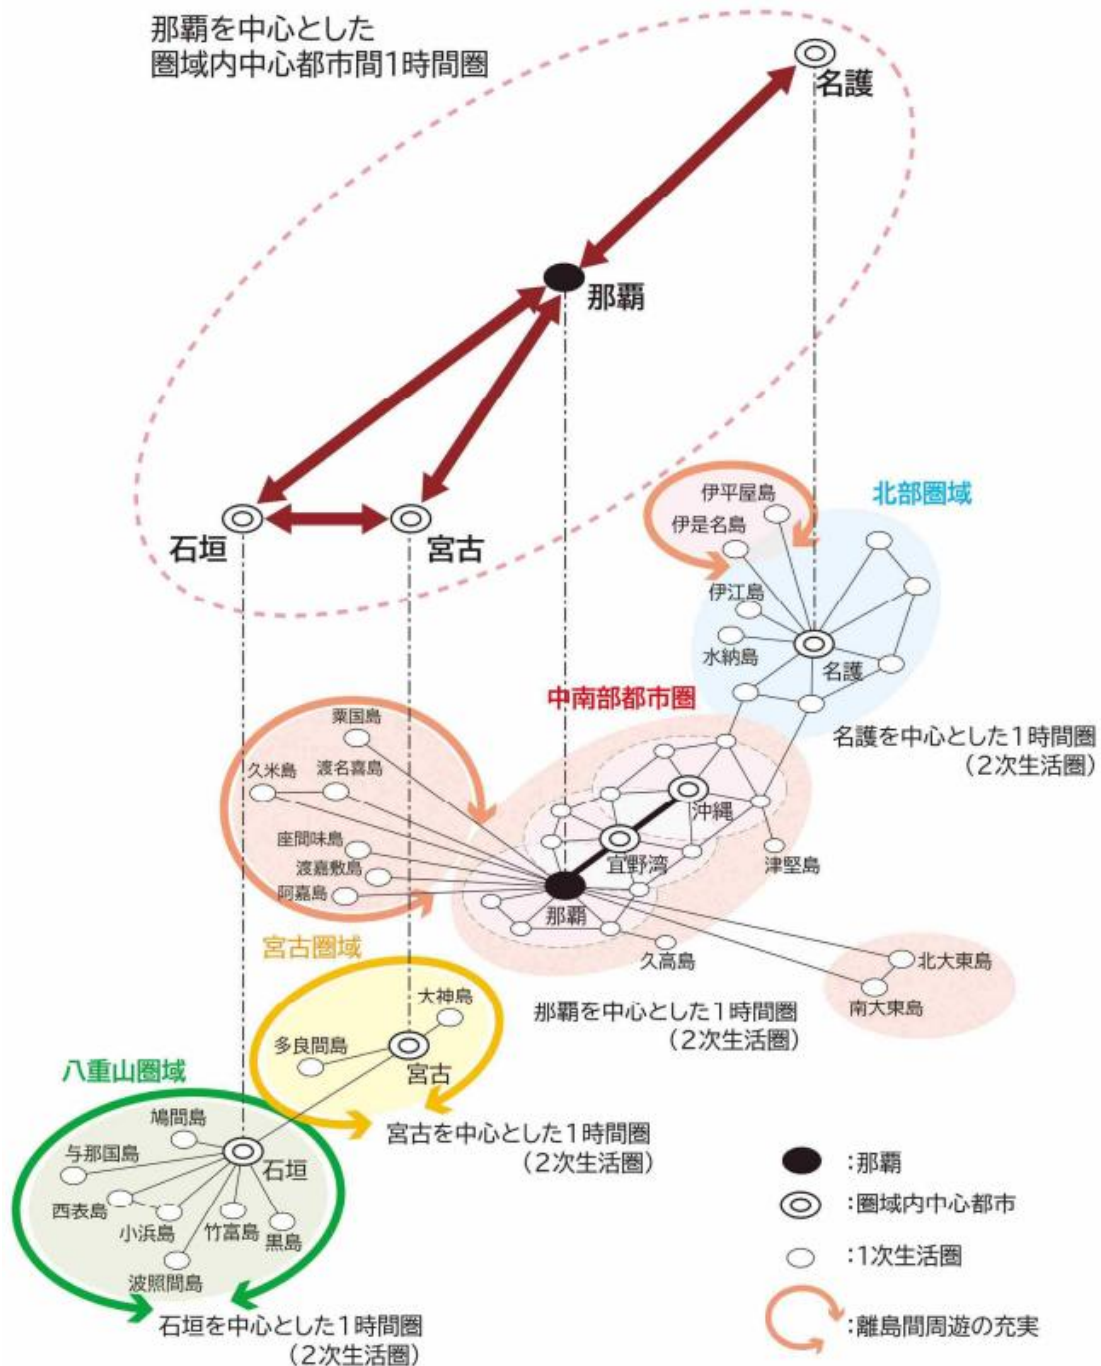 那覇を中心とした
圏域内中心都市間1時間圏
名護
那覇
石垣
宮古
北部圏域
伊平屋島
伊是名島
伊江島
水納島
名護
名護を中心とした1時間圏
(2次生活圏)
中南部都市圏
粟国島
久米島
渡名喜島
座間味島
渡嘉敷島
阿嘉島
沖縄
宜野湾
那覇
津堅島
久高島
北大東島
南大東島
那覇を中心とした1時間圏
(2次生活圏)
宮古圏域
大神島
多良間島
宮古
宮古を中心とした1時間圏
(2次生活圏)
八重山圏域
鳩間島
与那国島
石垣
西表島
小浜島
竹富島
黒島
波照間島
石垣を中心とした1時間圏
(2次生活圏)
:那覇
:圏域内中心都市
:1次生活圏
:離島間周遊の充実